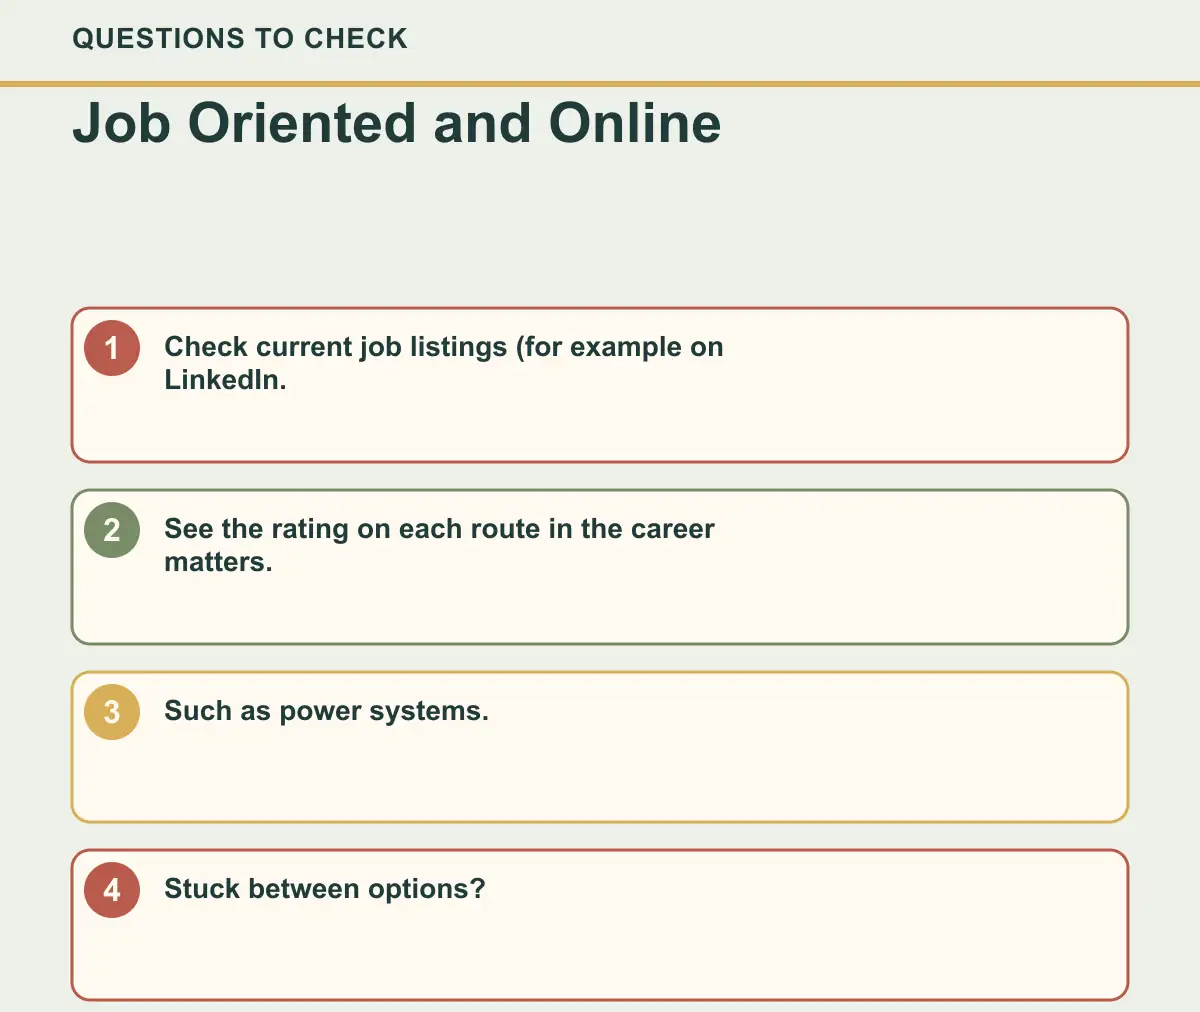 QUESTIONS TO CHECK
Job Oriented and Online
1
Check current job listings (for example on
LinkedIn.
2
See the rating on each route in the career
matters.
3
Such as power systems.
4
Stuck between options?